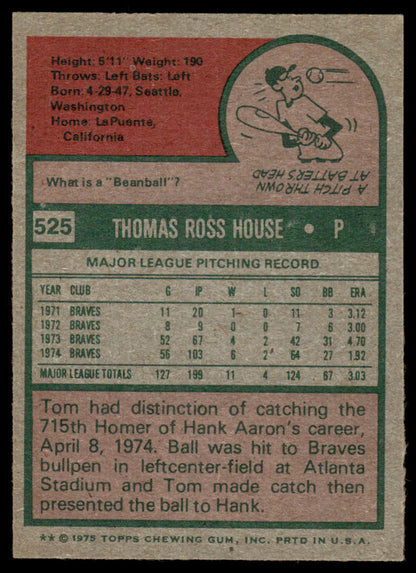 Height: 5'11" Weight: 190
Throws: Left Bats: Left
Born: 4-29-47, Seattle,
Washington
Home: LaPuente,
California
What is a "Beanball"?
A PITCH THROWN
AT BATTER'S HEAD
525 THOMAS ROSS HOUSE • P
MAJOR LEAGUE PITCHING RECORD
YEAR CLUB G IP W L SO BB ERA
1971 BRAVES 11 20 1 0 11 3 3.12
1972 BRAVES 8 9 0 0 7 6 3.00
1973 BRAVES 52 67 4 2 42 31 4.70
1974 BRAVES 56 103 6 2 64 27 1.92
MAJOR LEAGUE TOTALS 127 199 11 4 124 67 3.03
Tom had distinction of catching the
715th Homer of Hank Aaron's career,
April 8, 1974. Ball was hit to Braves
bullpen in leftcenter-field at Atlanta
Stadium and Tom made catch then
presented the ball to Hank.
** © 1975 TOPPS CHEWING GUM, INC. PRTD IN U.S.A.